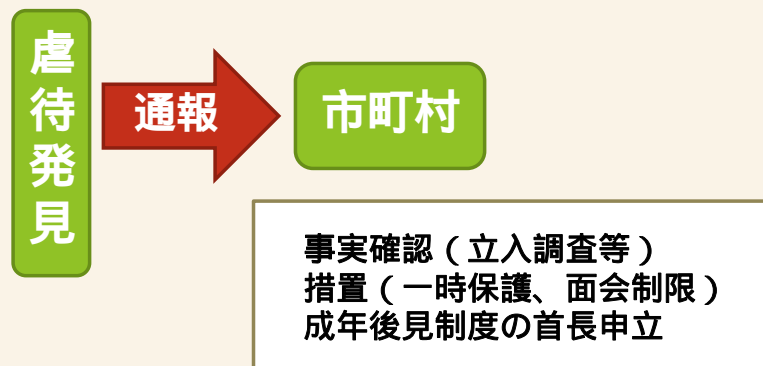 虐待発見
通報
市町村
事実確認（立入調査等）
措置（一時保護、面会制限）
成年後見制度の首長申立